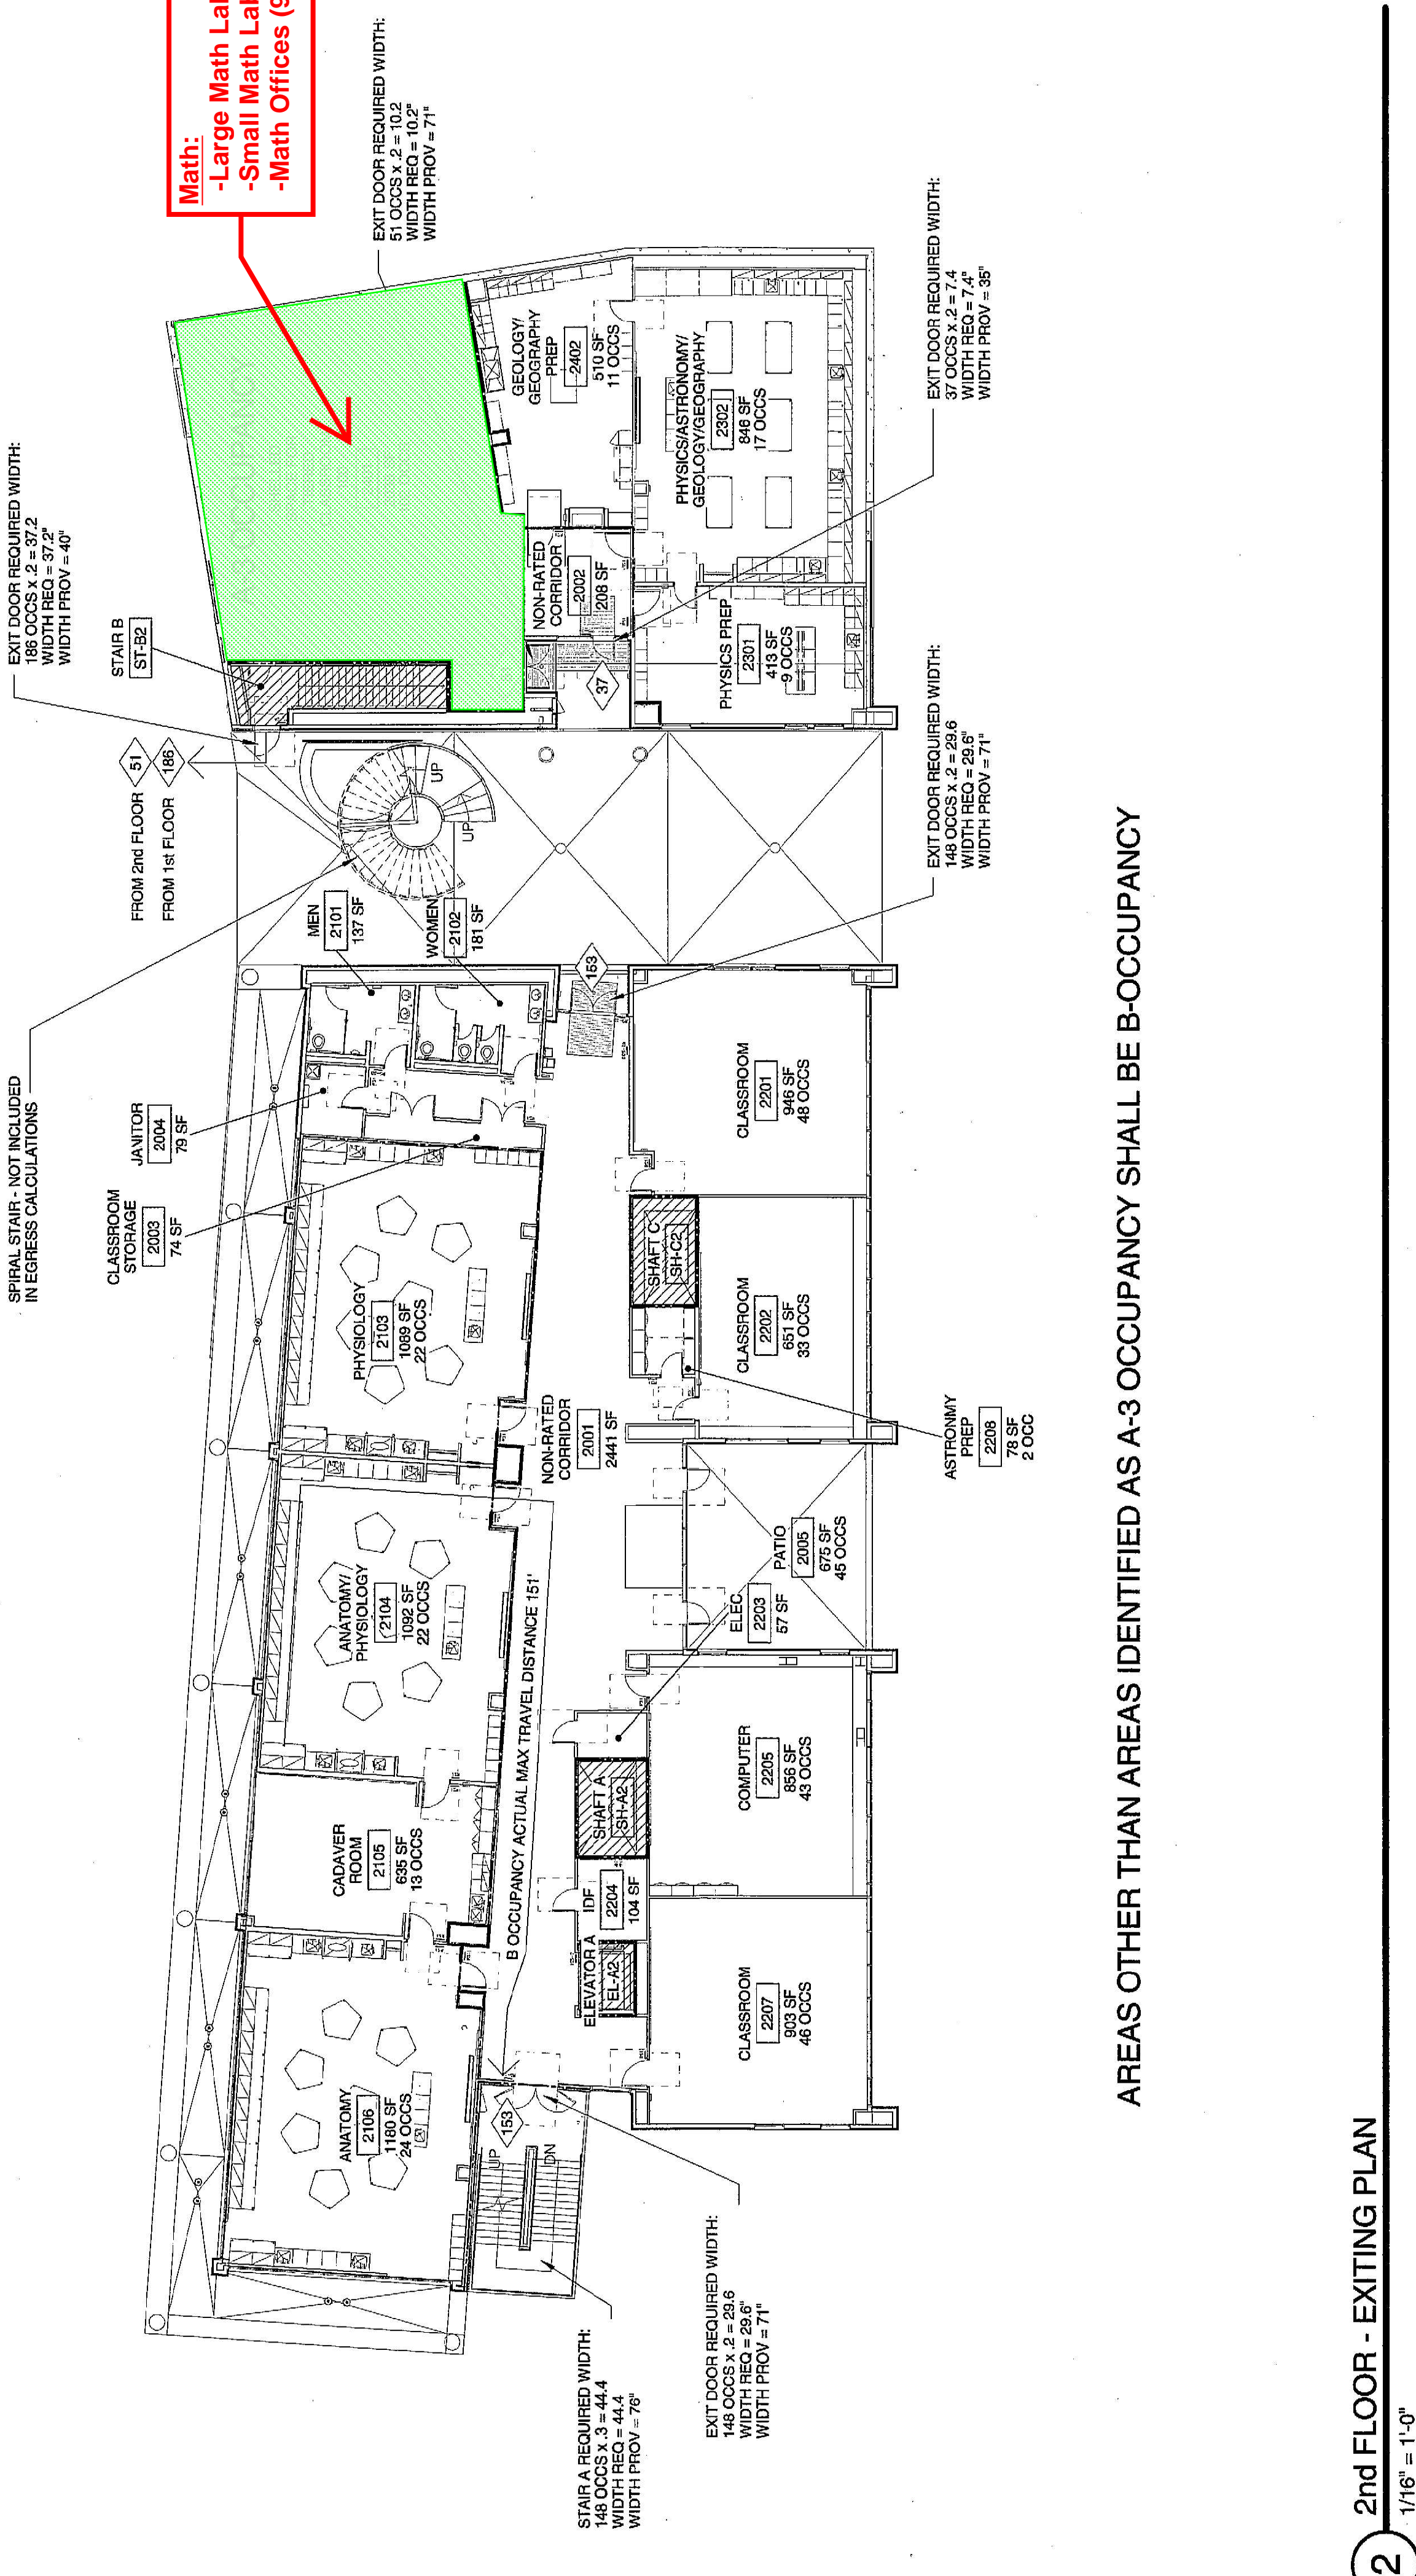 SPIRAL STAIR - NOT INCLUDED
IN EGRESS CALCULATIONS
EXIT DOOR REQUIRED WIDTH:
186 OCCS x .2 = 37.2
WIDTH REQ = 37.2"
WIDTH PROV = 40"
STAIR B
ST-B2
FROM 2nd FLOOR 51
FROM 1st FLOOR 186
Math:
-Large Math
-Small Math
-Math Offices
EXIT DOOR REQUIRED WIDTH:
51 OCCS x .2 = 10.2
WIDTH REQ = 10.2"
WIDTH PROV = 71"
A-3 OCCUPANCY
CLASSROOM
STORAGE
2003
74 SF
JANITOR
2004
79 SF
MEN
2101
137 SF
WOMEN
2102
181 SF
UP
UP
GEOLOGY/
GEOGRAPHY
PREP
2402
510 SF
11 OCCS
NON-RATED
CORRIDOR
2002
208 SF
37
PHYSICS/ASTRONOMY/
GEOLOGY/GEOGRAPHY
2302
846 SF
17 OCCS
PHYSICS PREP
2301
413 SF
9 OCCS
EXIT DOOR REQUIRED WIDTH:
37 OCCS x .2 = 7.4
WIDTH REQ = 7.4"
WIDTH PROV = 35"
ANATOMY
2106
1180 SF
24 OCCS
CADAVER
ROOM
2105
635 SF
13 OCCS
ANATOMY/
PHYSIOLOGY
2104
1092 SF
22 OCCS
PHYSIOLOGY
2103
1089 SF
22 OCCS
B OCCUPANCY ACTUAL MAX TRAVEL DISTANCE 151'
NON-RATED
CORRIDOR
2001
2441 SF
153
153
UP
DN
ELEVATOR A
EL-A2
IDF
2204
104 SF
SHAFT A
SH-A2
SHAFT C
SH-C2
ELEC
2203
57 SF
PATIO
2005
675 SF
45 OCCS
CLASSROOM
2207
903 SF
46 OCCS
COMPUTER
2205
856 SF
43 OCCS
CLASSROOM
2202
651 SF
33 OCCS
CLASSROOM
2201
946 SF
48 OCCS
EXIT DOOR REQUIRED WIDTH:
148 OCCS x .2 = 29.6
WIDTH REQ = 29.6"
WIDTH PROV = 71"
ASTRONMY
PREP
2208
78 SF
2 OCC
STAIR A REQUIRED WIDTH:
148 OCCS x .3 = 44.4
WIDTH REQ = 44.4
WIDTH PROV = 76"
EXIT DOOR REQUIRED WIDTH:
148 OCCS x .2 = 29.6
WIDTH REQ = 29.6"
WIDTH PROV = 71"
AREAS OTHER THAN AREAS IDENTIFIED AS A-3 OCCUPANCY SHALL BE B-OCCUPANCY
2
2nd FLOOR - EXITING PLAN
1/16" = 1'-0"